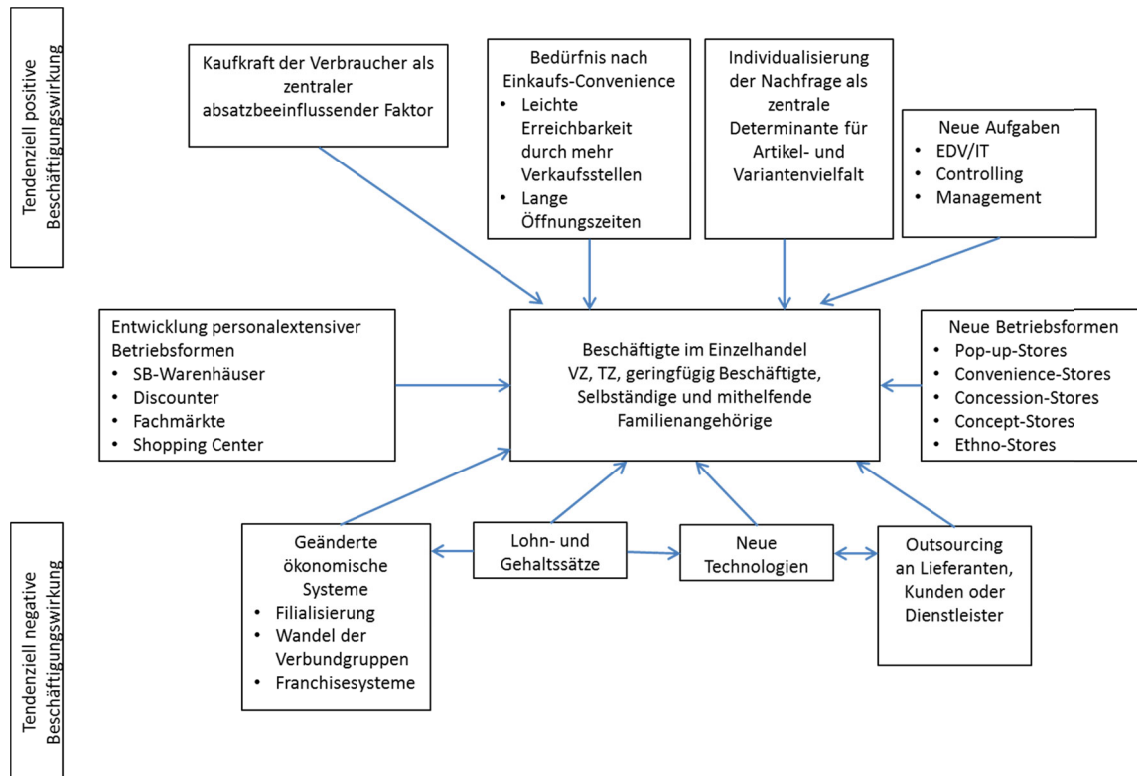 Tendenziell positive
Beschäftigungswirkung
Kaufkraft der Verbraucher als
zentraler
absatzbeeinflussender Faktor
Bedürfnis nach
Einkaufs-Convenience
• Leichte
Erreichbarkeit
durch mehr
Verkaufsstellen
• Lange
Öffnungszeiten
Individualisierung
der Nachfrage als
zentrale
Determinante für
Artikel- und
Variantenvielfalt
Neue Aufgaben
• EDV/IT
• Controlling
• Management
Entwicklung personalextensiver
Betriebsformen
• SB-Warenhäuser
• Discounter
• Fachmärkte
• Shopping Center
Beschäftigte im Einzelhandel
VZ, TZ, geringfügig Beschäftigte,
Selbständige und mithelfende
Familienangehörige
Neue Betriebsformen
• Pop-up-Stores
• Convenience-Stores
• Concession-Stores
• Concept-Stores
• Ethno-Stores
Tendenziell negative
Beschäftigungswirkung
Geänderte
ökonomische
Systeme
• Filialisierung
• Wandel der
Verbundgruppen
• Franchisesysteme
Lohn- und
Gehaltssätze
Neue
Technologien
Outsourcing
an Lieferanten,
Kunden oder
Dienstleister